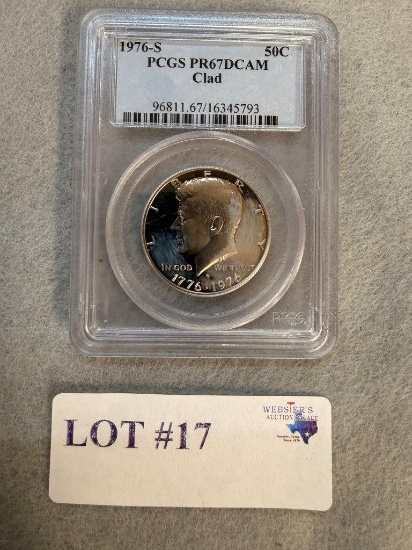 1976-S 50C
PCGS PR67DCAM
Clad
96811.67/16345793
LIBERTY
IN GOD WE TRUST
1776·1976
PCGS
LOT #17
WEBSTER'S
AUCTION PALACE